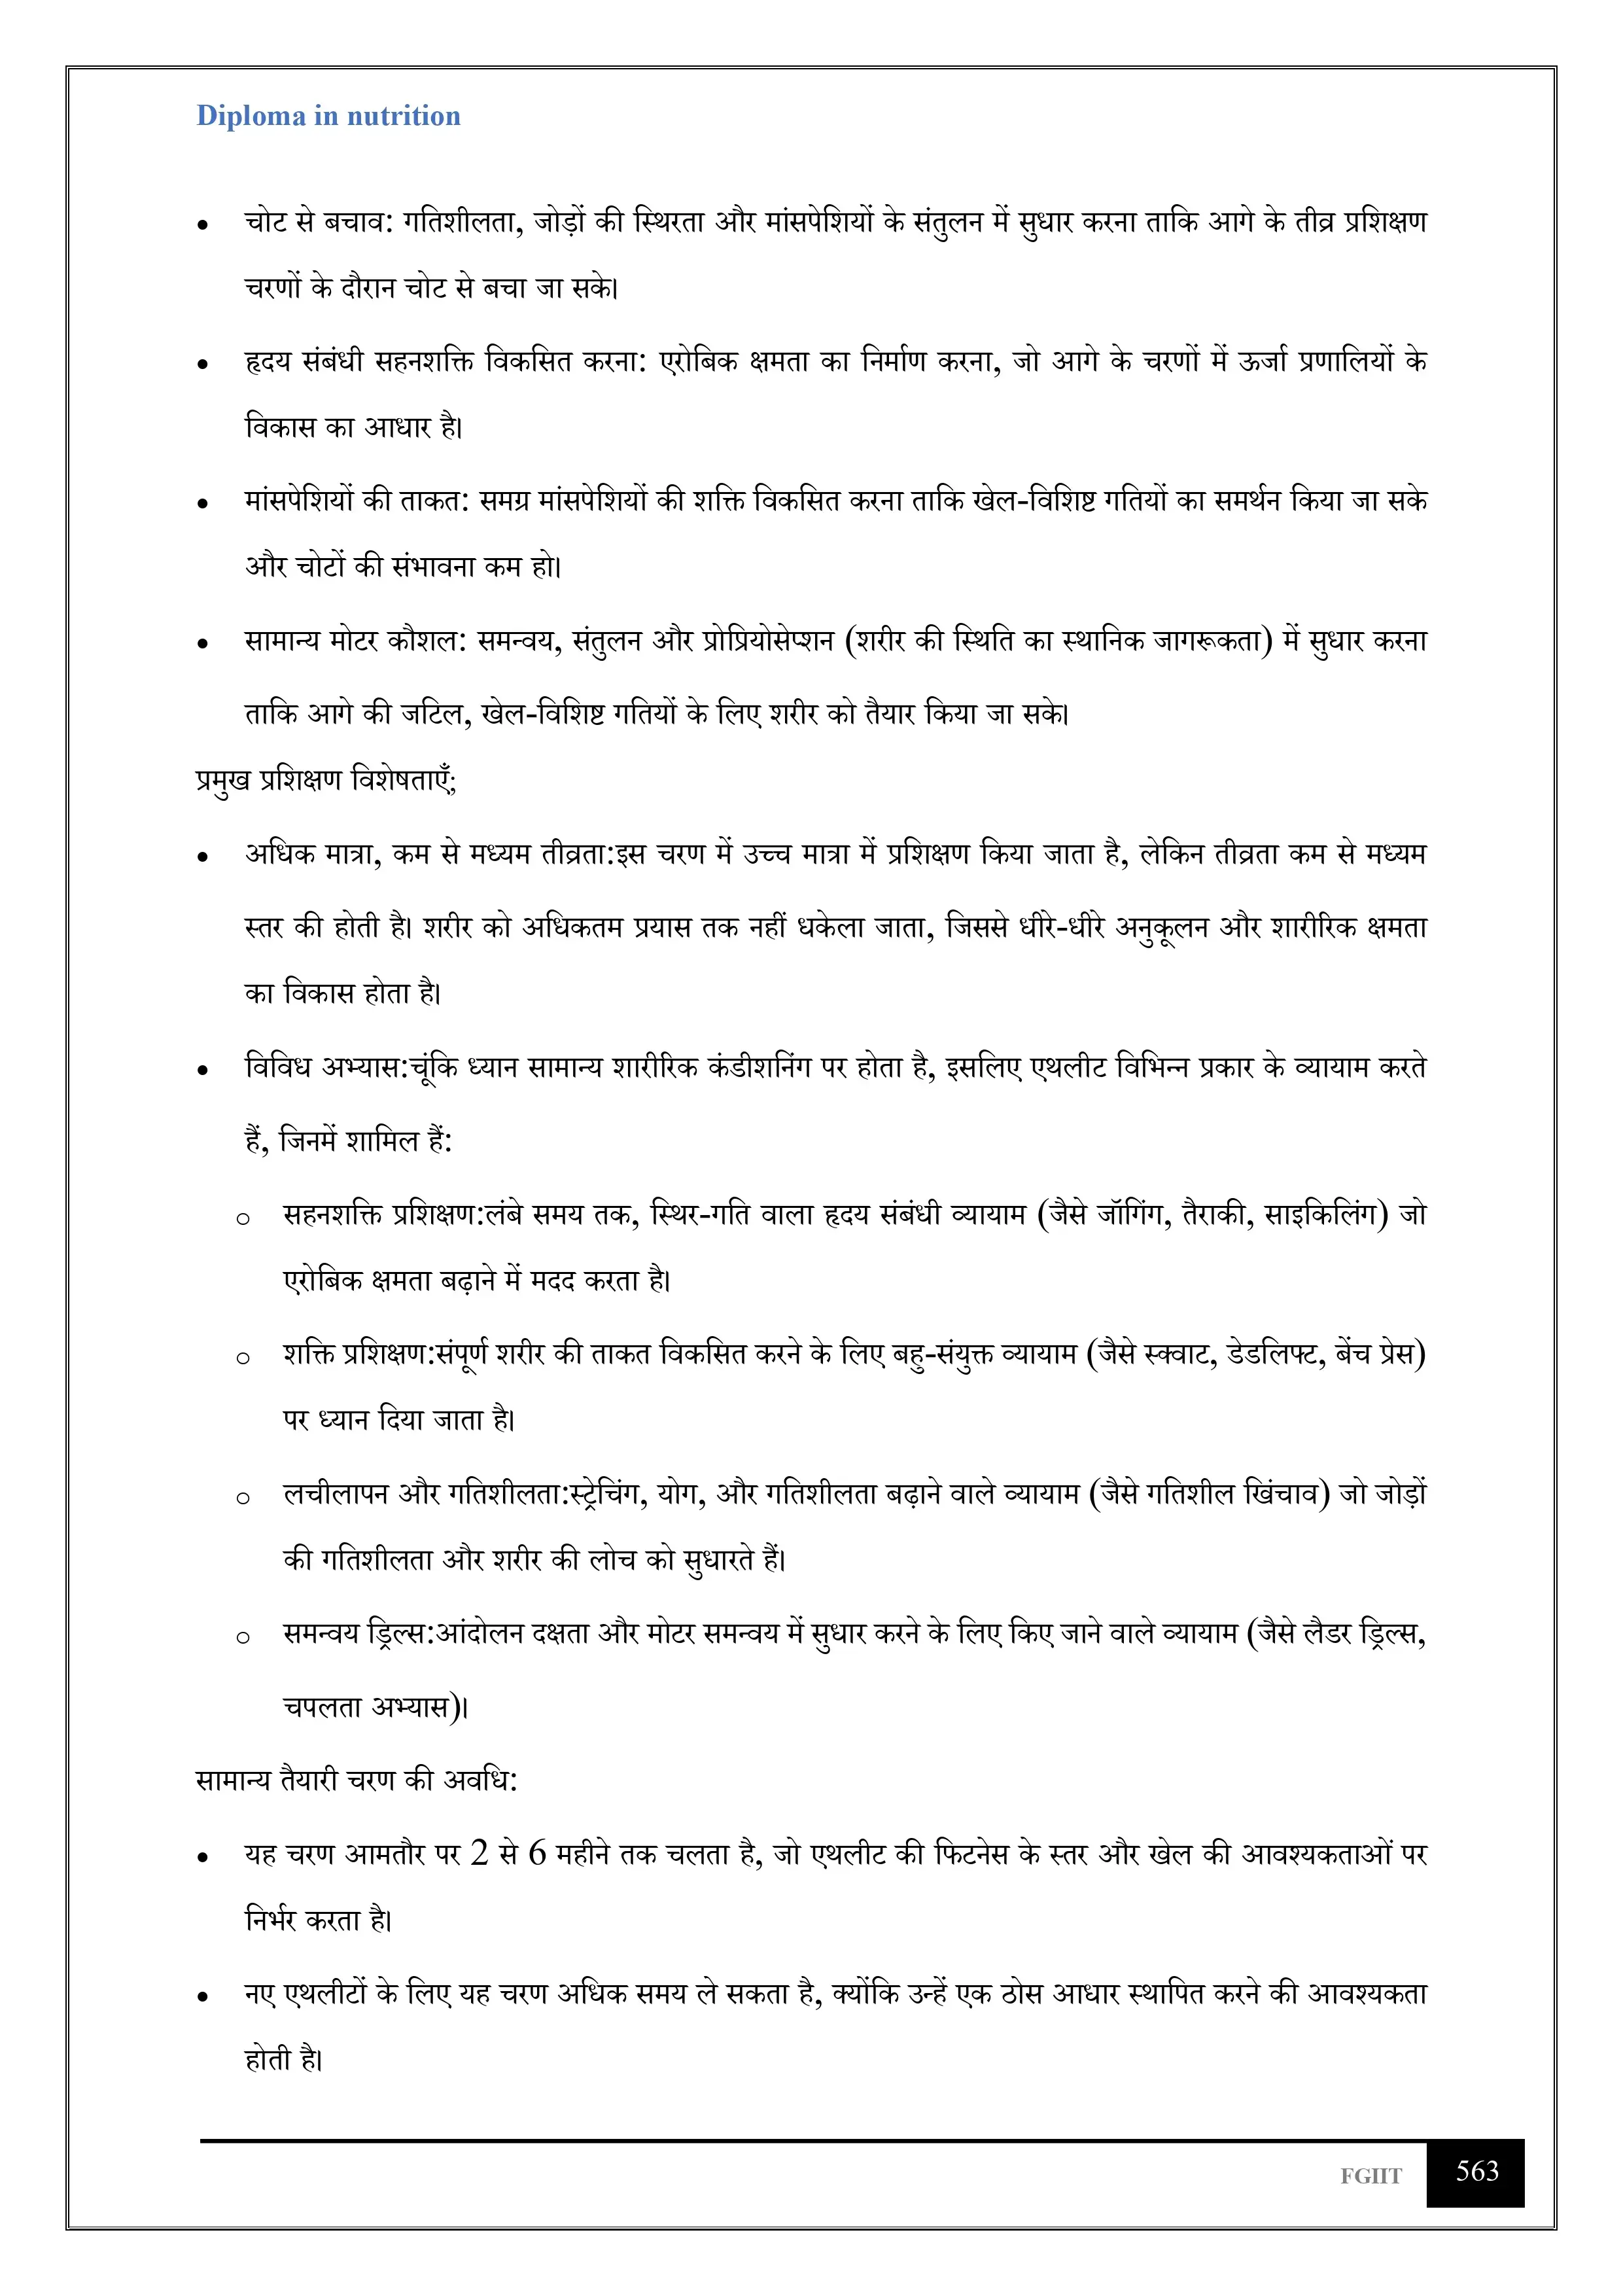 Diploma in nutrition
• चोट से बचाव: गतिशीलता, जोड़ों की स्थिरता और मांसपेशियों के संतुलन में सुधार करना ताकि आगे के तीव्र प्रशिक्षण
चरणों के दौरान चोट से बचा जा सके।
• हृदय संबंधी सहनशक्ति विकसित करना: एरोबिक क्षमता का निर्माण करना, जो आगे के चरणों में ऊर्जा प्रणालियों के
विकास का आधार है।
• मांसपेशियों की ताकत: समग्र मांसपेशियों की शक्ति विकसित करना ताकि खेल-विशिष्ट गतियों का समर्थन किया जा सके
और चोटों की संभावना कम हो।
• सामान्य मोटर कौशल: समन्वय, संतुलन और प्रोप्रियोसेप्शन (शरीर की स्थिति का स्थानिक जागरूकता) में सुधार करना
ताकि आगे की जटिल, खेल-विशिष्ट गतियों के लिए शरीर को तैयार किया जा सके।
प्रमुख प्रशिक्षण विशेषताएँ;
• अधिक मात्रा, कम से मध्यम तीव्रता:इस चरण में उच्च मात्रा में प्रशिक्षण किया जाता है, लेकिन तीव्रता कम से मध्यम
स्तर की होती है। शरीर को अधिकतम प्रयास तक नहीं धकेला जाता, जिससे धीरे-धीरे अनुकूलन और शारीरिक क्षमता
का विकास होता है।
• विविध अभ्यास:चूंकि ध्यान सामान्य शारीरिक कंडीशनिंग पर होता है, इसलिए एथलीट विभिन्न प्रकार के व्यायाम करते
हैं, जिनमें शामिल हैं:
o सहनशक्ति प्रशिक्षण:लंबे समय तक, स्थिर-गति वाला हृदय संबंधी व्यायाम (जैसे जॉगिंग, तैराकी, साइकिलिंग) जो
एरोबिक क्षमता बढ़ाने में मदद करता है।
o शक्ति प्रशिक्षण:संपूर्ण शरीर की ताकत विकसित करने के लिए बहु-संयुक्त व्यायाम (जैसे स्क्वाट, डेडलिफ्ट, बेंच प्रेस)
पर ध्यान दिया जाता है।
o लचीलापन और गतिशीलता:स्ट्रेचिंग, योग, और गतिशीलता बढ़ाने वाले व्यायाम (जैसे गतिशील खिंचाव) जो जोड़ों
की गतिशीलता और शरीर की लोच को सुधारते हैं।
o समन्वय ड्रिल्स:आंदोलन दक्षता और मोटर समन्वय में सुधार करने के लिए किए जाने वाले व्यायाम (जैसे लैडर ड्रिल्स,
चपलता अभ्यास)।
सामान्य तैयारी चरण की अवधि:
• यह चरण आमतौर पर 2 से 6 महीने तक चलता है, जो एथलीट की फिटनेस के स्तर और खेल की आवश्यकताओं पर
निर्भर करता है।
• नए एथलीटों के लिए यह चरण अधिक समय ले सकता है, क्योंकि उन्हें एक ठोस आधार स्थापित करने की आवश्यकता
होती है।
FGIIT 563